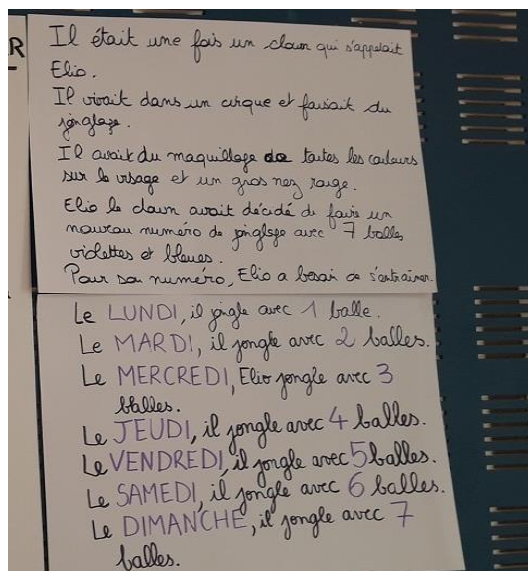 R
Il était une fois un clown qui s'appelait
Elio.
Il vivait dans un cirque et faisait du
jonglage.
Il avait du maquillage de toutes les couleurs
sur le visage et un gros nez rouge.
Elio le clown avait décidé de faire un
nouveau numéro de jonglage avec 7 balles
violettes et bleues.
Pour son numéro, Elio a besoin de s'entrainer.
Le LUNDI, il jongle avec 1 balle.
Le MARDI, il jongle avec 2 balles.
Le MERCREDI, Elio jongle avec 3
balles.
Le JEUDI, il jongle avec 4 balles.
Le VENDREDI, il jongle avec 5 balles.
Le SAMEDI, il jongle avec 6 balles.
Le DIMANCHE, il jongle avec 7
balles.